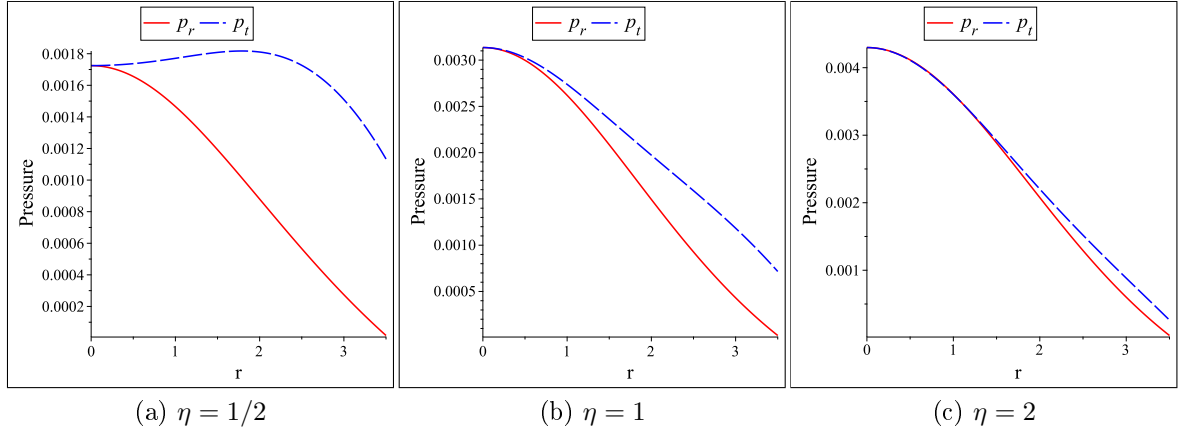 p_r p_t
0.0018
0.0016
0.0014
0.0012
0.0010
0.0008
0.0006
0.0004
0.0002
Pressure
0 1 2 3
r
(a) η = 1/2
p_r p_t
0.0030
0.0025
0.0020
0.0015
0.0010
0.0005
Pressure
0 1 2 3
r
(b) η = 1
p_r p_t
0.004
0.003
0.002
0.001
Pressure
0 1 2 3
r
(c) η = 2